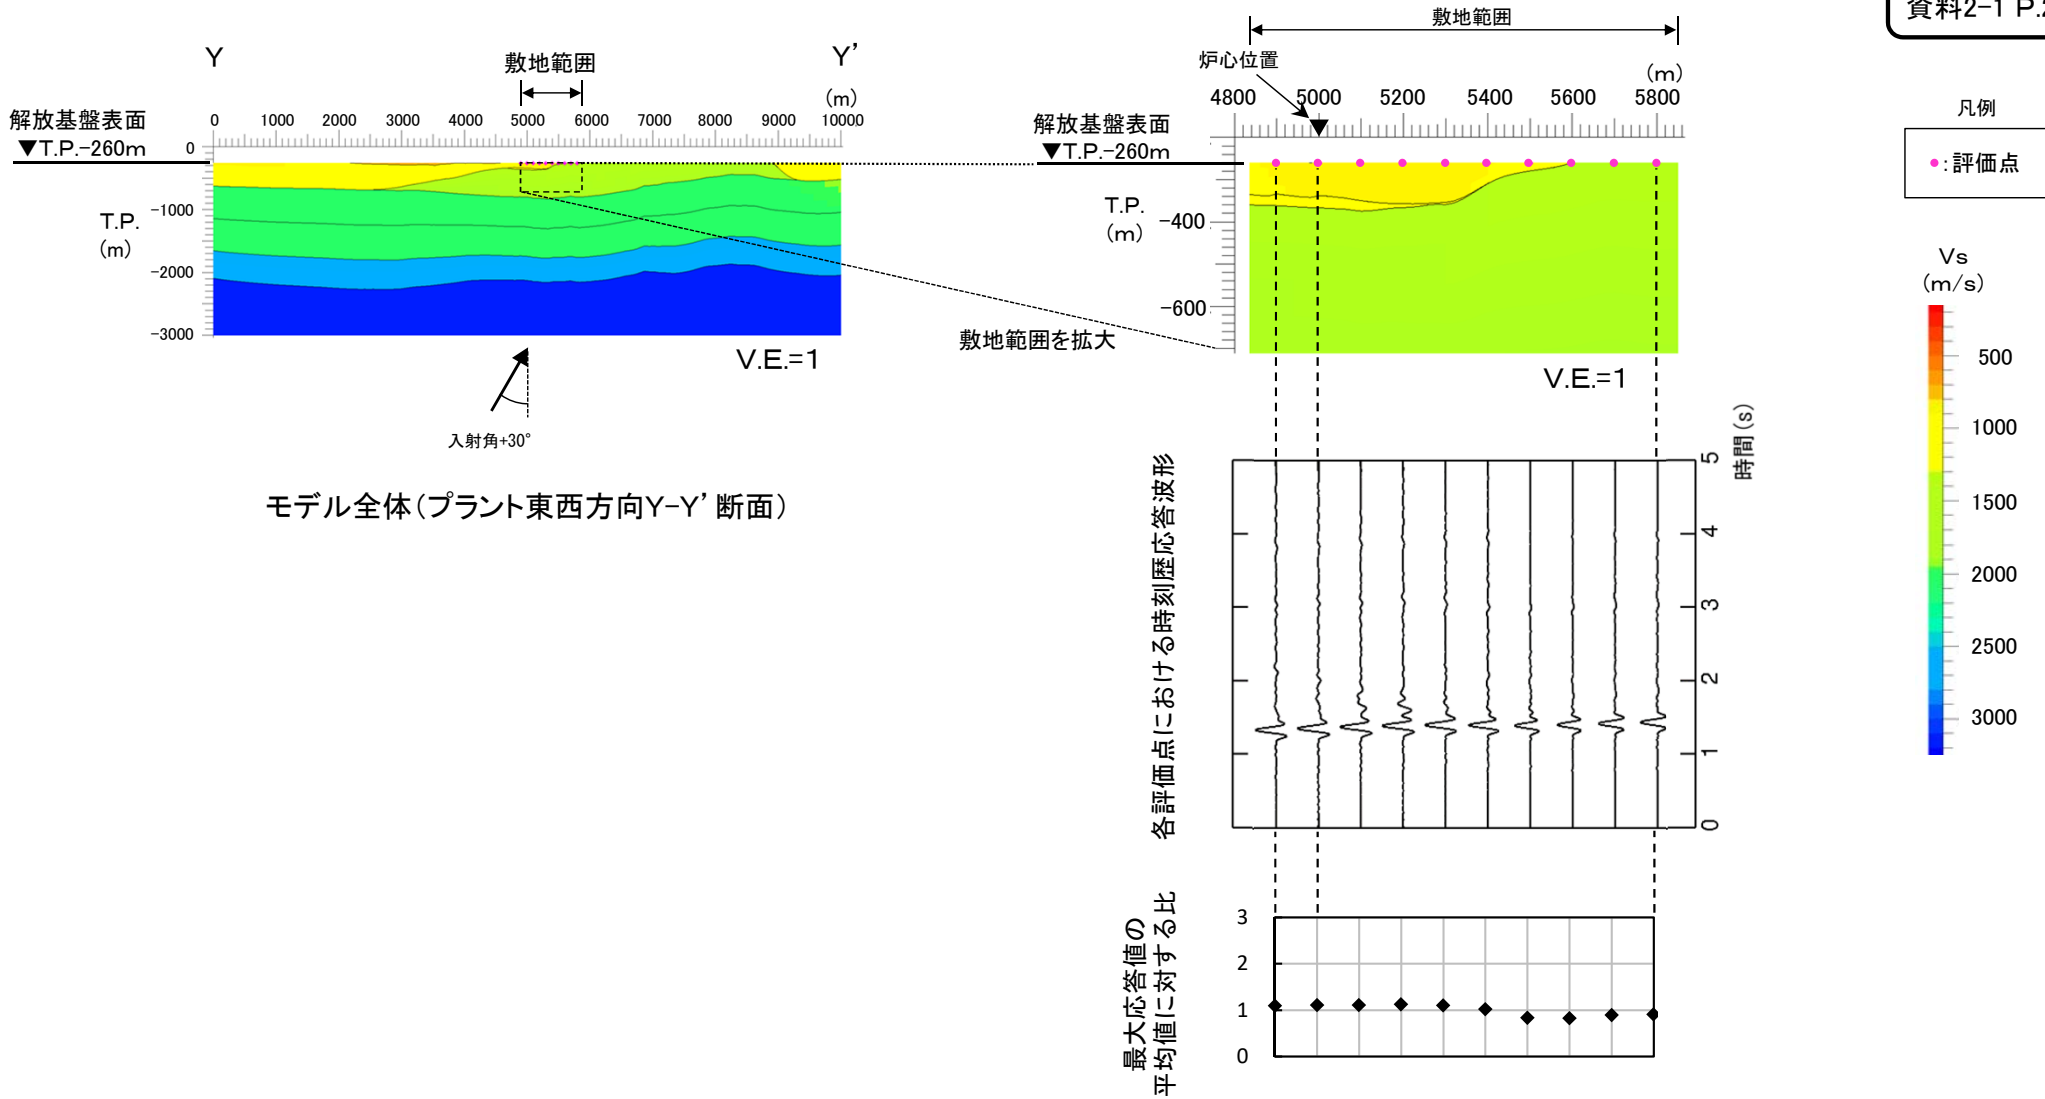 資料2-1 P.2
Y
Y'
敷地範囲
(m)
解放基盤表面
▼T.P.-260m
0 1000 2000 3000 4000 5000 6000 7000 8000 9000 10000
0
-1000
-2000
-3000
T.P.
(m)
V.E.=1
入射角+30°
モデル全体(プラント東西方向Y-Y'断面)
敷地範囲
炉心位置
(m)
4800 5000 5200 5400 5600 5800
解放基盤表面
▼T.P.-260m
T.P.
(m)
-400
-600
敷地範囲を拡大
V.E.=1
凡例
●:評価点
Vs
(m/s)
500
1000
1500
2000
2500
3000
各評価点における時刻歴応答波形
時間(s)
5
4
3
2
1
0
最大応答値の
平均値に対する比
3
2
1
0